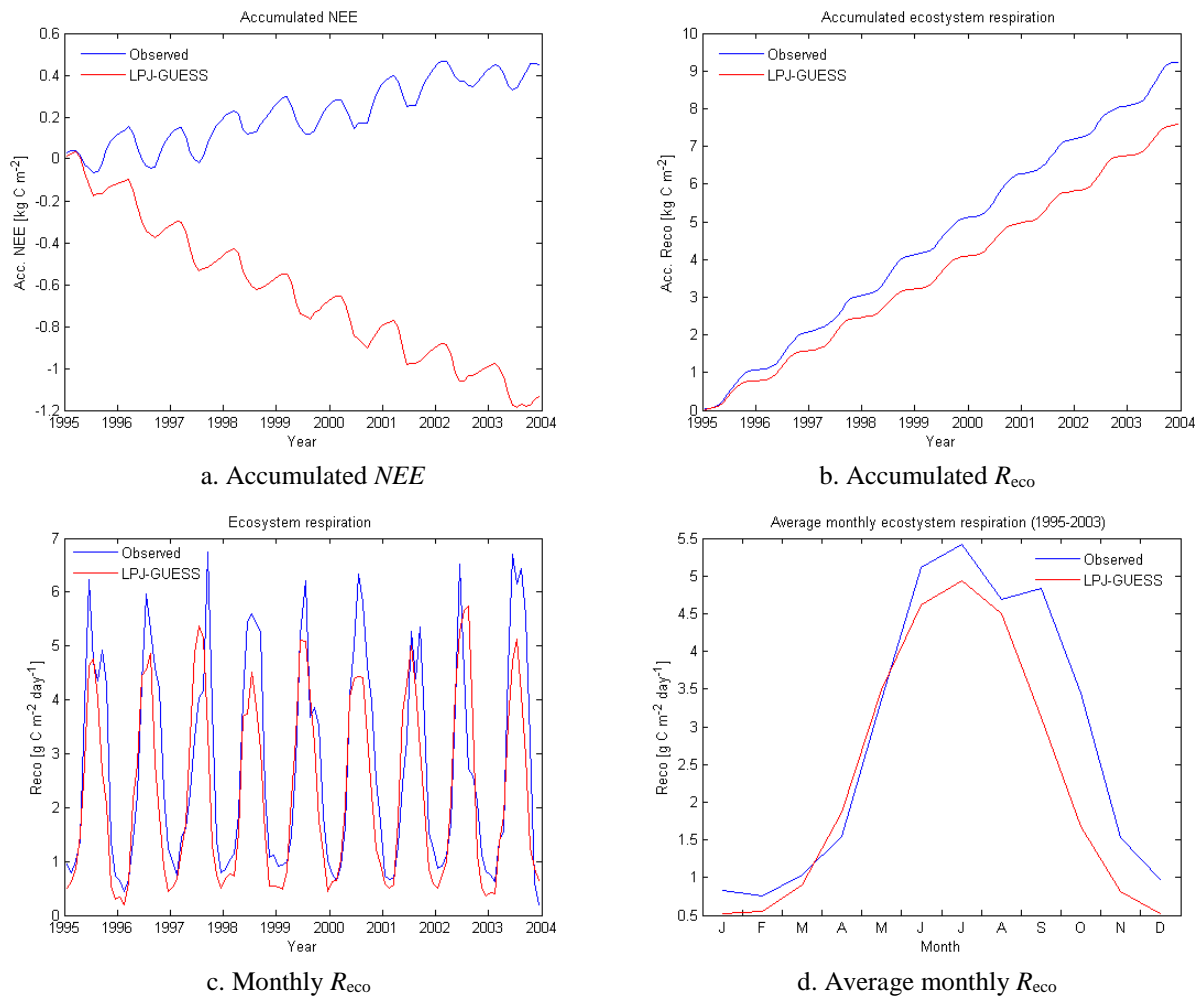 Accumulated NEE
0.6
0.4
0.2
0
-0.2
-0.4
-0.6
-0.8
-1
-1.2
Acc. NEE [kg C m-2]
Observed
LPJ-GUESS
1995 1996 1997 1998 1999 2000 2001 2002 2003 2004
Year
a. Accumulated NEE
Accumulated ecostystem respiration
10
9
8
7
6
5
4
3
2
1
0
Acc. Reco [kg C m-2]
Observed
LPJ-GUESS
1995 1996 1997 1998 1999 2000 2001 2002 2003 2004
Year
b. Accumulated Reco
Ecosystem respiration
7
6
5
4
3
2
1
0
Reco [g C m-2 day-1]
Observed
LPJ-GUESS
1995 1996 1997 1998 1999 2000 2001 2002 2003 2004
Year
c. Monthly Reco
Average monthly ecostystem respiration (1995-2003)
5.5
5
4.5
4
3.5
3
2.5
2
1.5
1
0.5
Reco [g C m-2 day-1]
Observed
LPJ-GUESS
J F M A M J J A S O N D
Month
d. Average monthly Reco